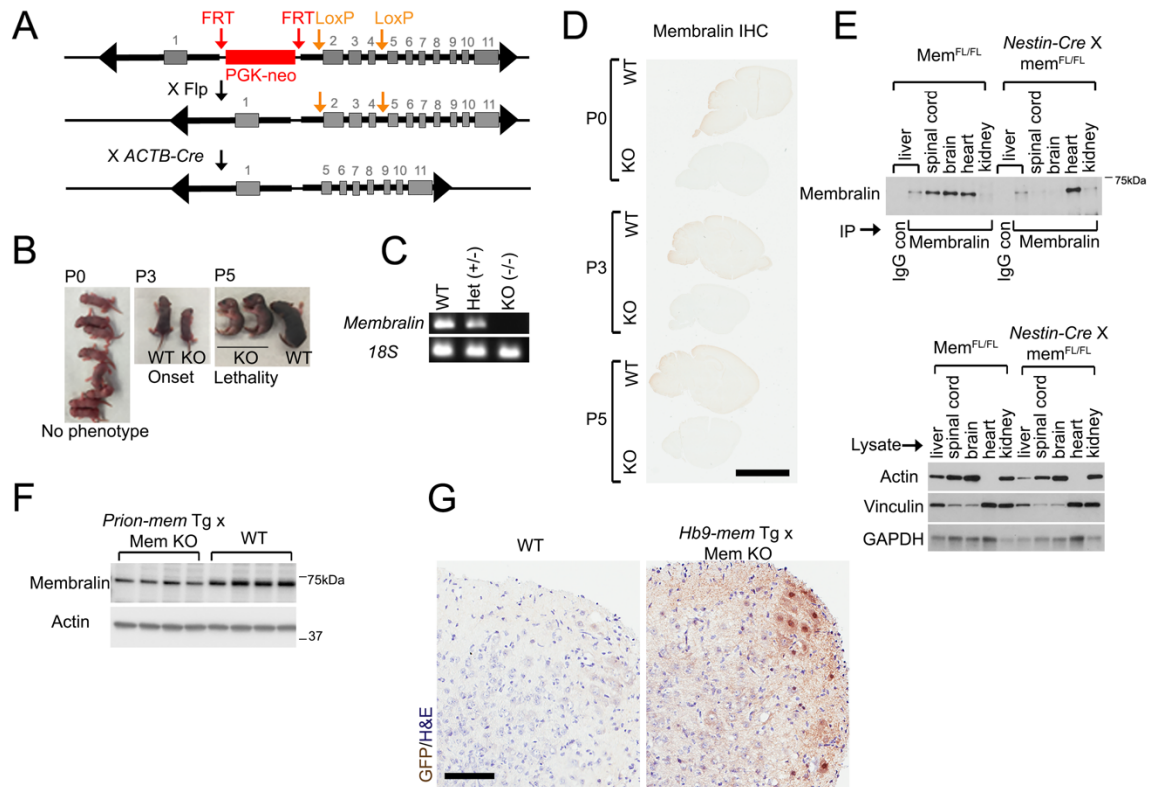 A
FRT FRT LoxP LoxP
1 2 3 4 5 6 7 8 9 10 11
PGK-neo
X Flp
1 2 3 4 5 6 7 8 9 10 11
X ACTB-Cre
1 5 6 7 8 9 10 11
B
P0 P3 P5
WT KO KO WT
Onset Lethality
No phenotype
C
WT Het (+/-) KO (-/-)
Membralin
18S
D
Membralin IHC
P0 WT KO
P3 WT KO
P5 WT KO
E
Mem^FL/FL Nestin-Cre X mem^FL/FL
liver spinal cord brain heart kidney liver spinal brain heart kidney
75kDa
Membralin
IP
IgG con Membralin IgG con Membralin
Mem^FL/FL Nestin-Cre X mem^FL/FL
Lysate
liver spinal cord brain heart kidney liver spinal cord brain heart kidney
Actin
Vinculin
GAPDH
F
Prion-mem Tg x Mem KO WT
Membralin 75kDa
Actin
37
G
WT
Hb9-mem Tg x
Mem KO
GFP/H&E